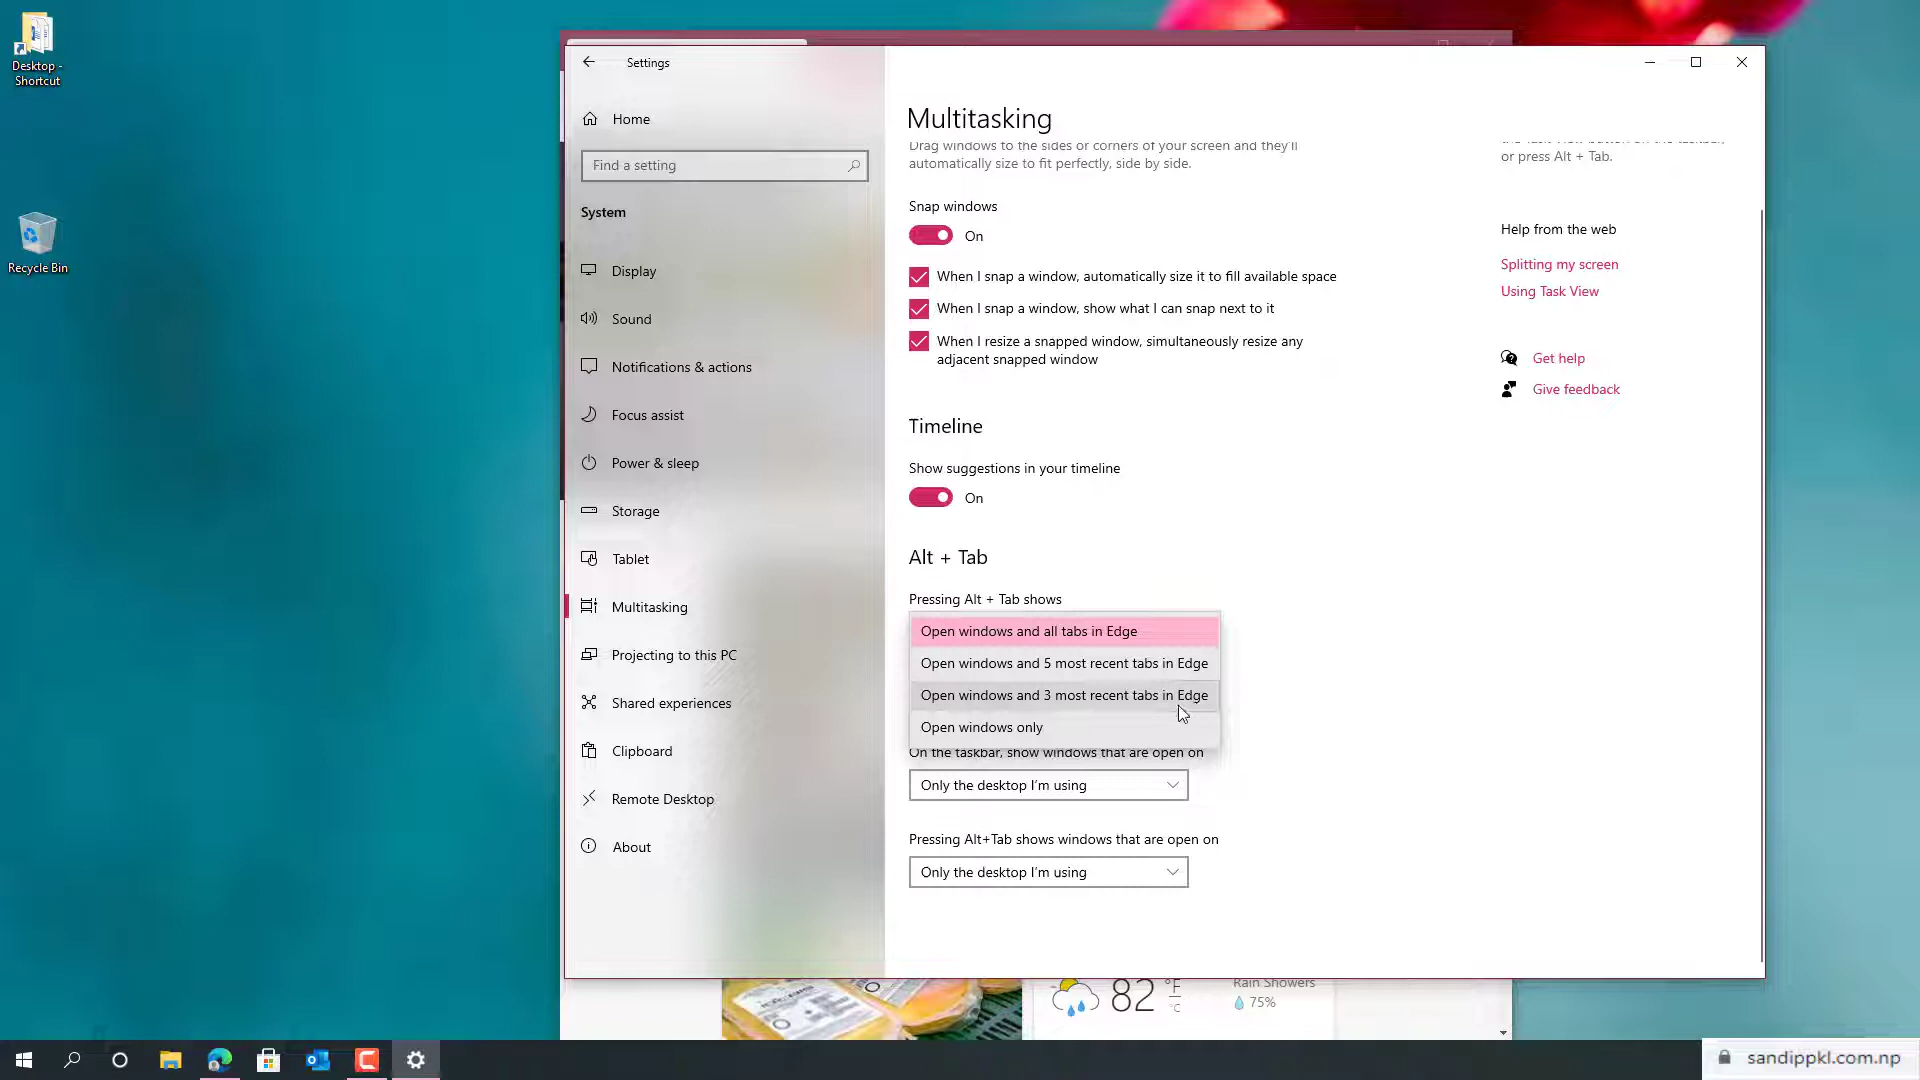 Desktop -
Shortcut
Recycle Bin
Settings
Home
Find a setting
System
Display
Sound
Notifications & actions
Focus assist
Power & sleep
Storage
Tablet
Multitasking
Projecting to this PC
Shared experiences
Clipboard
Remote Desktop
About
Multitasking
Drag windows to the sides or corners of your screen and they'll
automatically size to fit perfectly, side by side.
Snap windows
On
When I snap a window, automatically size it to fill available space
When I snap a window, show what I can snap next to it
When I resize a snapped window, simultaneously resize any
adjacent snapped window
Timeline
Show suggestions in your timeline
On
Alt + Tab
Pressing Alt + Tab shows
Open windows and all tabs in Edge
Open windows and 5 most recent tabs in Edge
Open windows and 3 most recent tabs in Edge
Open windows only
On the taskbar, show windows that are open on
Only the desktop I'm using
Pressing Alt+Tab shows windows that are open on
Only the desktop I'm using
the Task View button on the taskbar,
or press Alt + Tab.
Help from the web
Splitting my screen
Using Task View
Get help
Give feedback
82 °F
°C
Rain Showers
75%
sandippkl.com.np